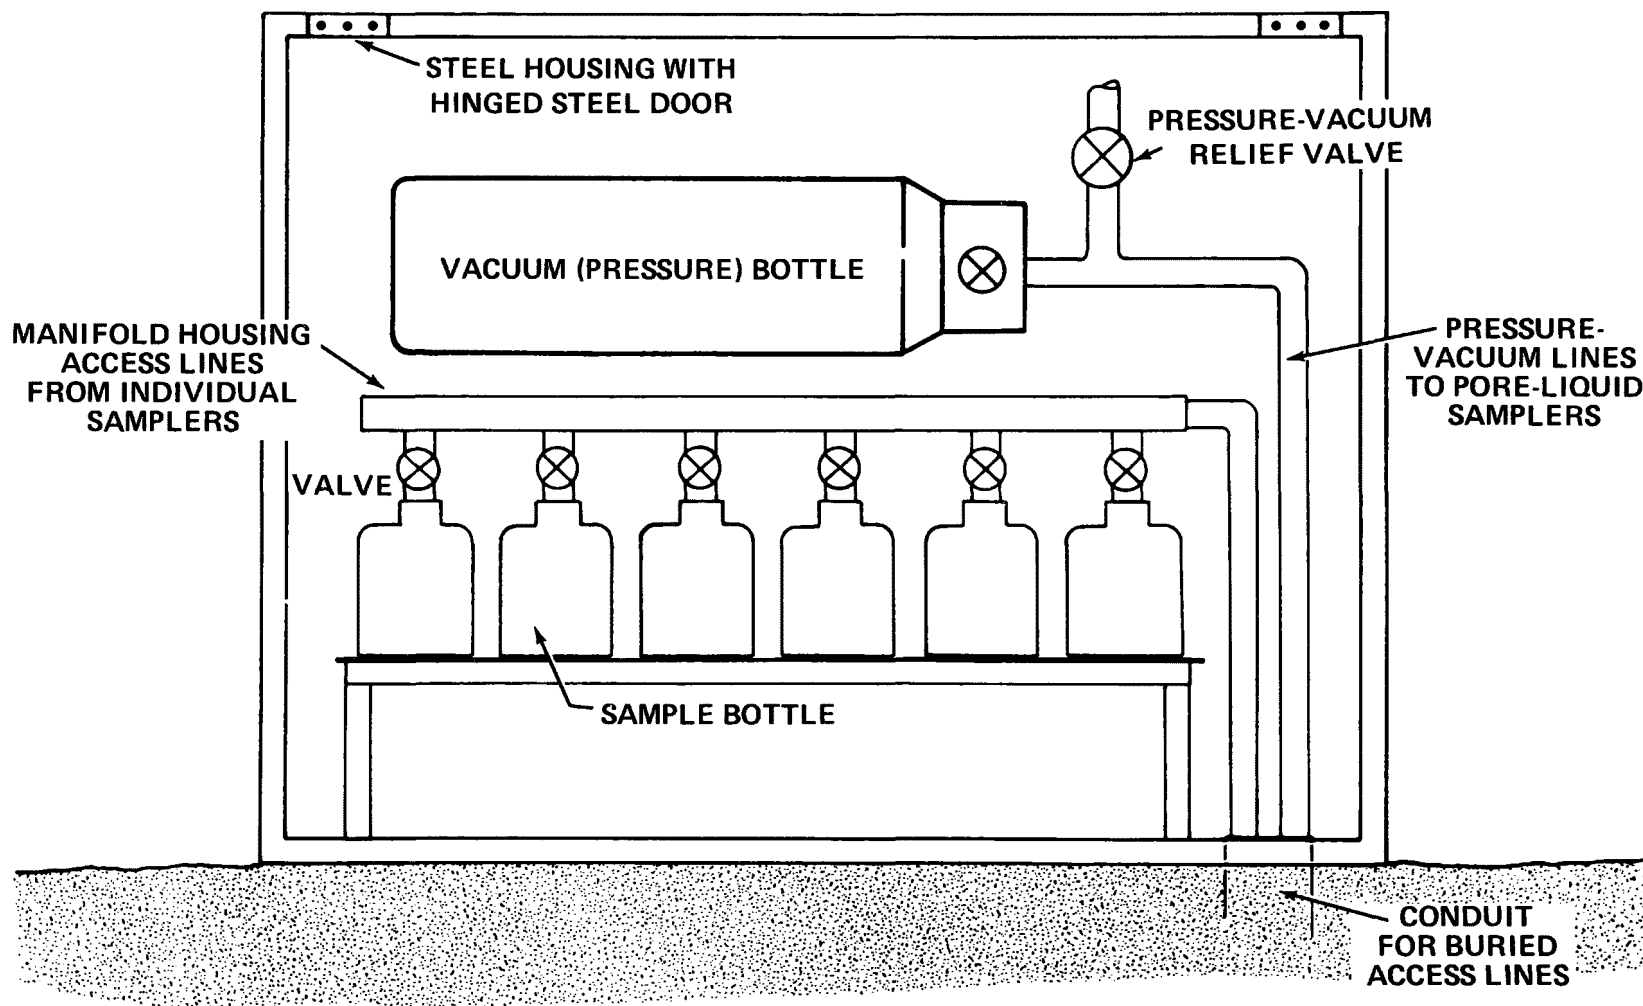 STEEL HOUSING WITH
HINGED STEEL DOOR
PRESSURE-VACUUM
RELIEF VALVE
VACUUM (PRESSURE) BOTTLE
MANIFOLD HOUSING
ACCESS LINES
FROM INDIVIDUAL
SAMPLERS
PRESSURE-
VACUUM LINES
TO PORE-LIQUID
SAMPLERS
VALVE
SAMPLE BOTTLE
CONDUIT
FOR BURIED
ACCESS LINES